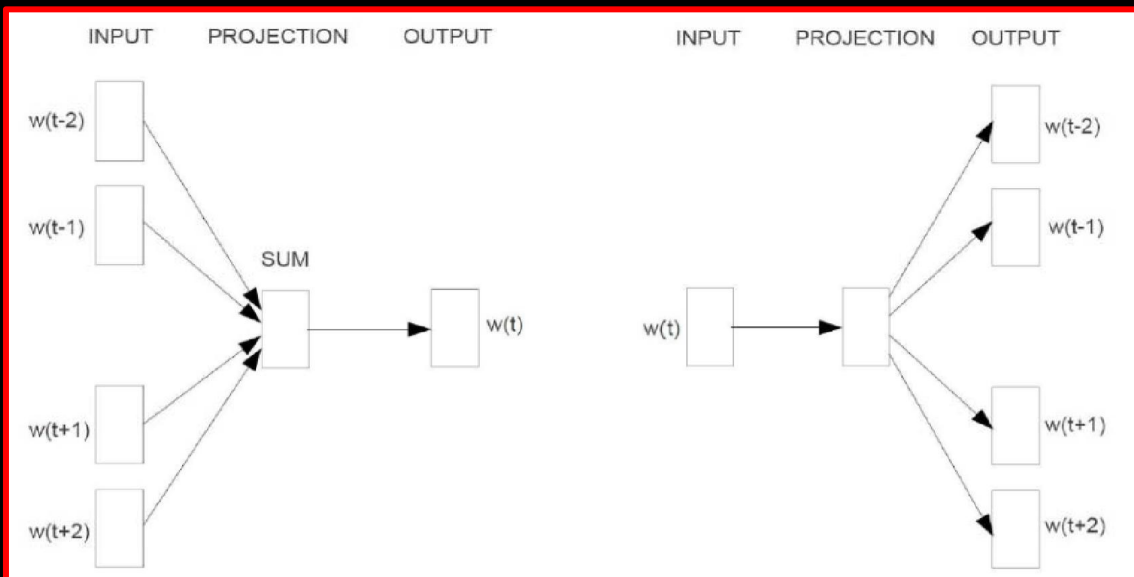 INPUT PROJECTION OUTPUT
w(t-2)
w(t-1)
SUM
w(t)
w(t+1)
w(t+2)
INPUT PROJECTION OUTPUT
w(t-2)
w(t-1)
w(t)
w(t+1)
w(t+2)